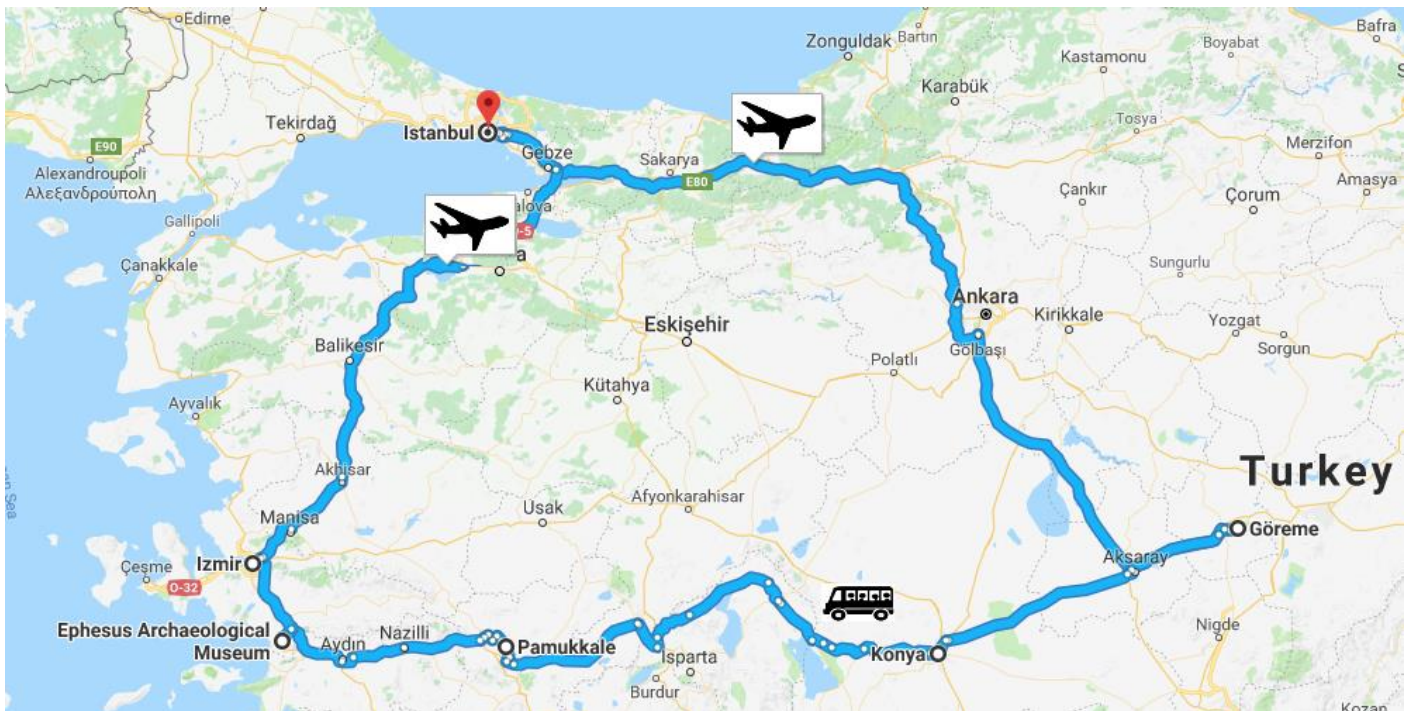 Edirne
Zonguldak
Bartın
Boyabat
Bafra
Kastamonu
Karabük
Tekirdağ
Istanbul
Tosya
Merzifon
E90
Alexandroupoli
Αλεξανδρούπολη
Gebze
Sakarya
E80
Çankır
Çorum
Amasya
Gallipoli
Çanakkale
Sungurlu
Ankara
Kirikkale
Yozgat
Sorgun
Eskişehir
Gölbaşı
Polatlı
Balikesir
Kütahya
Ayvalık
Akhisar
Afyonkarahisar
Usak
Turkey
Manisa
Göreme
Izmir
Çeşme
O-32
Aksaray
Ephesus Archaeological
Museum
Aydın
Nazilli
Pamukkale
Konya
Nigde
Isparta
Burdur
Kozan